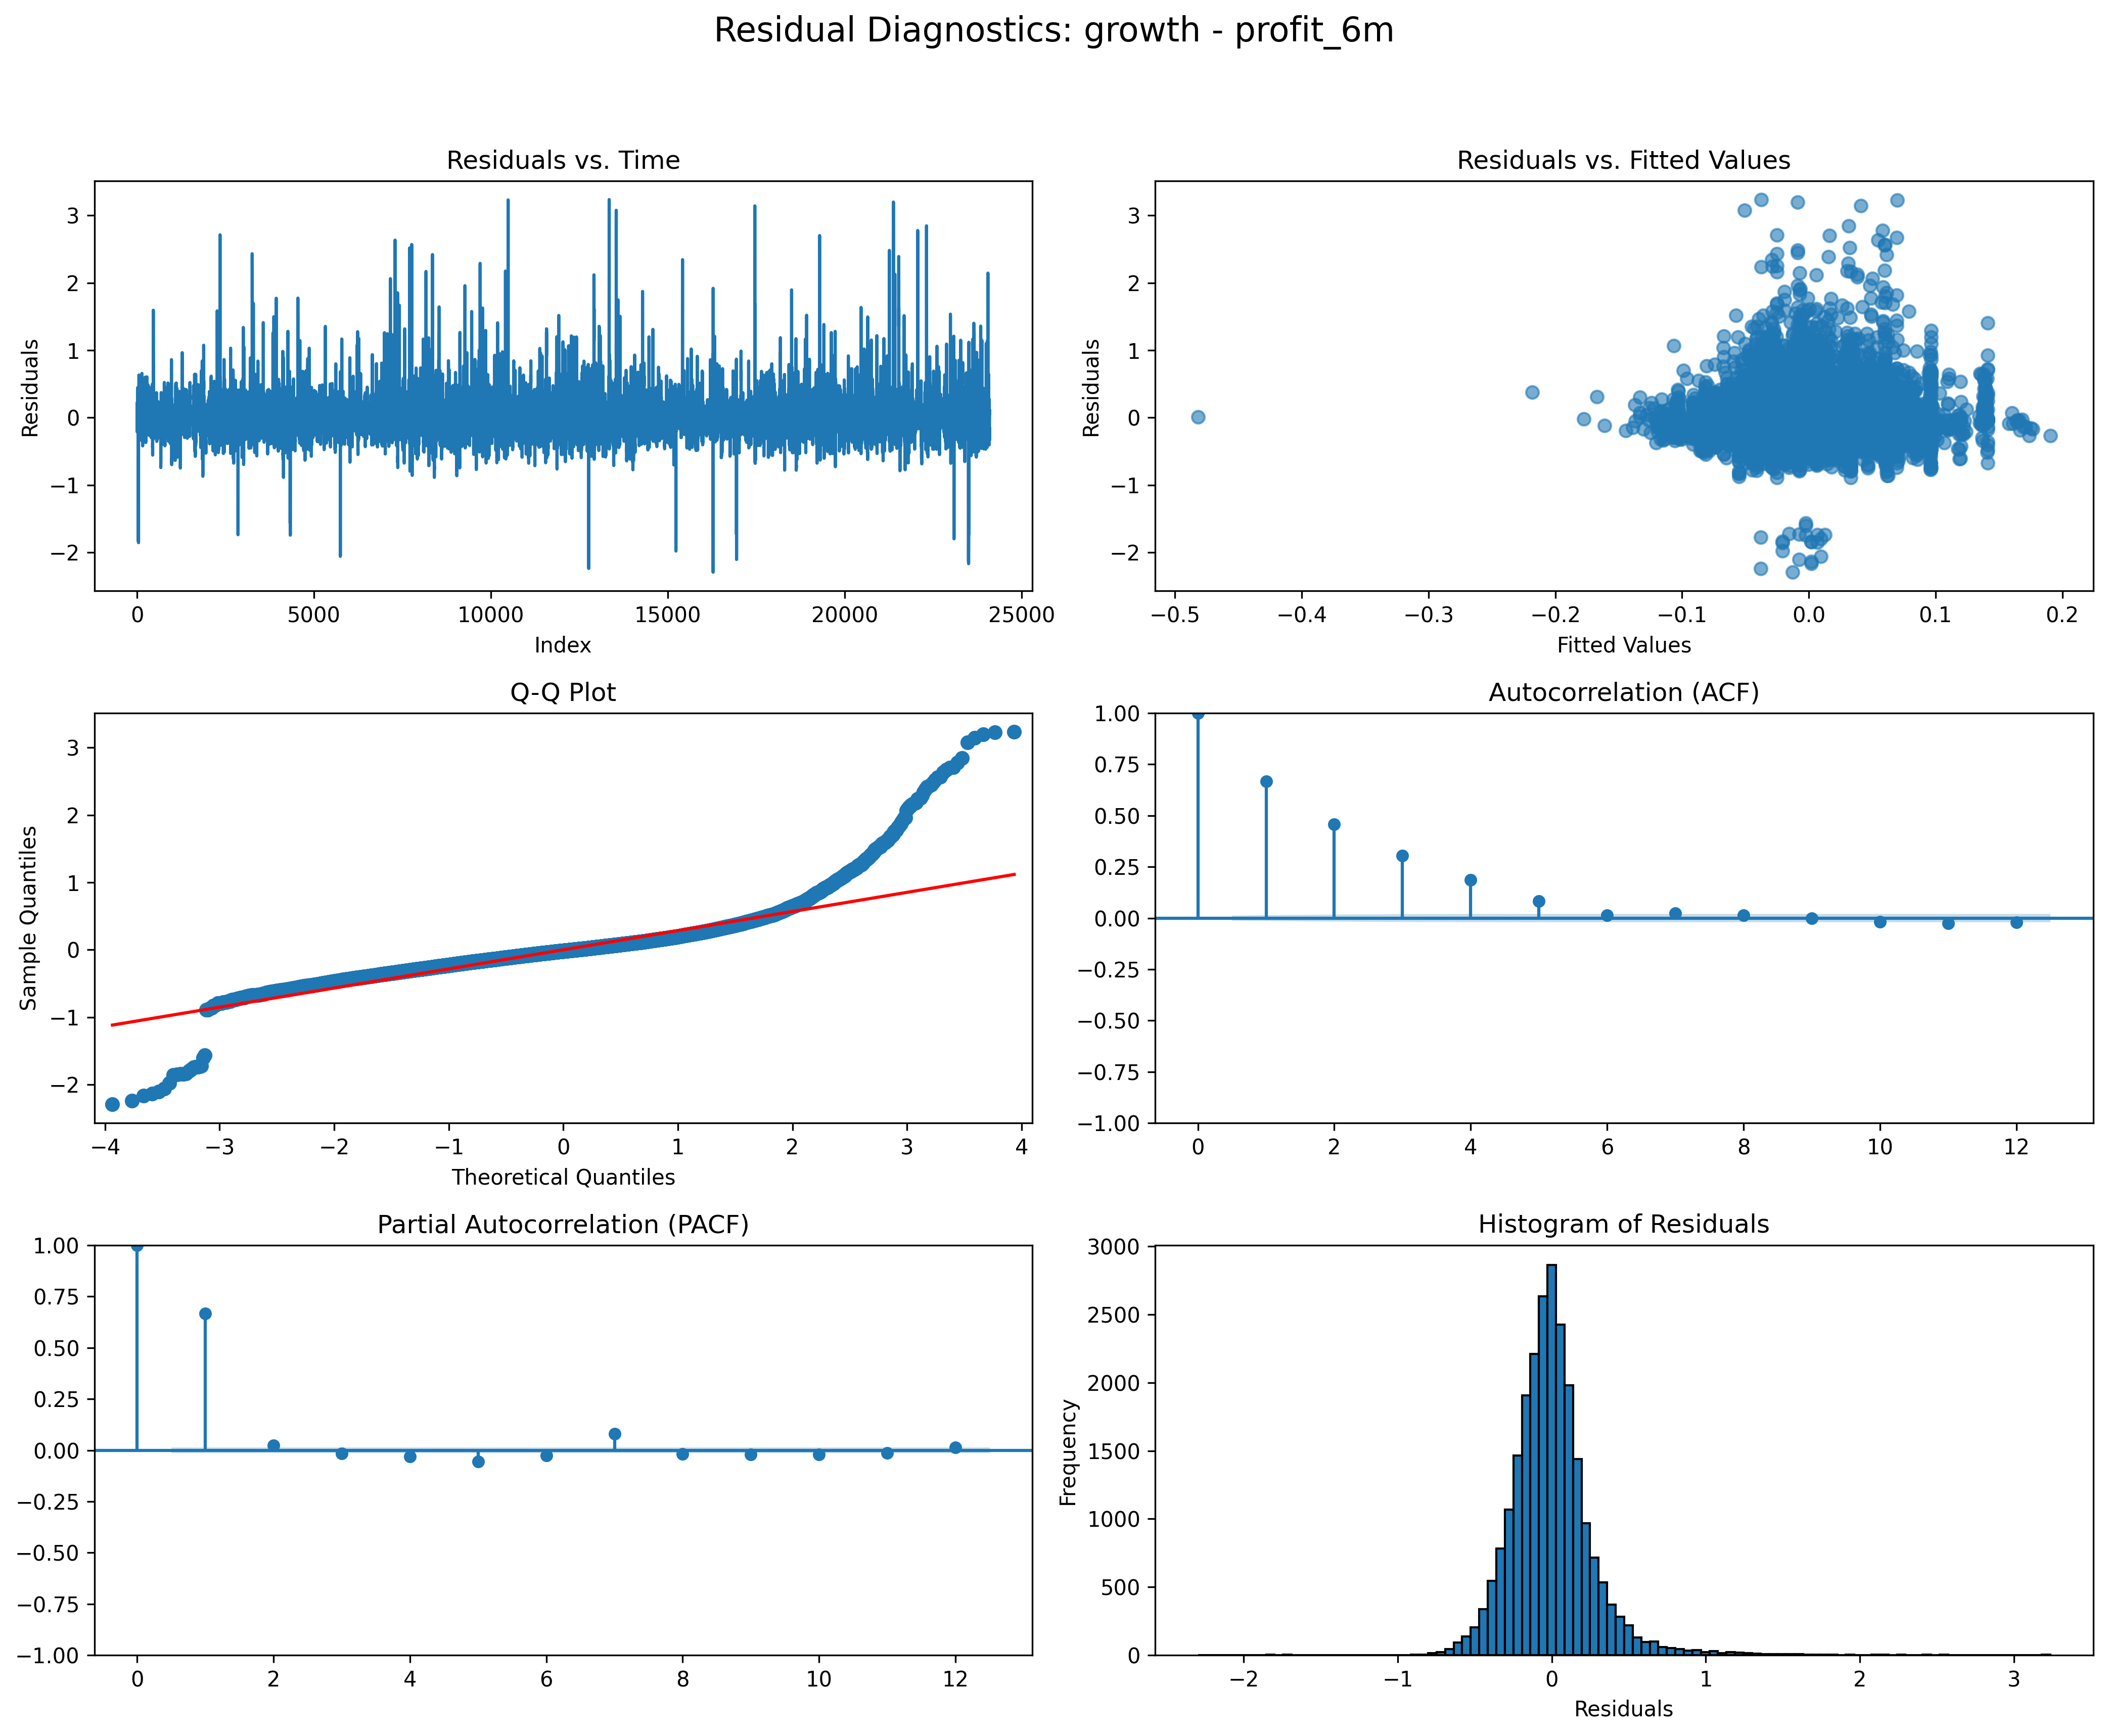 Residual Diagnostics: growth - profit_6m
Residuals vs. Time
Residuals
3
2
1
0
−1
−2
0 5000 10000 15000 20000 25000
Index
Residuals vs. Fitted Values
Residuals
3
2
1
0
−1
−2
−0.5 −0.4 −0.3 −0.2 −0.1 0.0 0.1 0.2
Fitted Values
Q-Q Plot
Sample Quantiles
3
2
1
0
−1
−2
−4 −3 −2 −1 0 1 2 3 4
Theoretical Quantiles
Autocorrelation (ACF)
1.00
0.75
0.50
0.25
0.00
−0.25
−0.50
−0.75
−1.00
0 2 4 6 8 10 12
Partial Autocorrelation (PACF)
1.00
0.75
0.50
0.25
0.00
−0.25
−0.50
−0.75
−1.00
0 2 4 6 8 10 12
Histogram of Residuals
Frequency
3000
2500
2000
1500
1000
500
0
−2 −1 0 1 2 3
Residuals